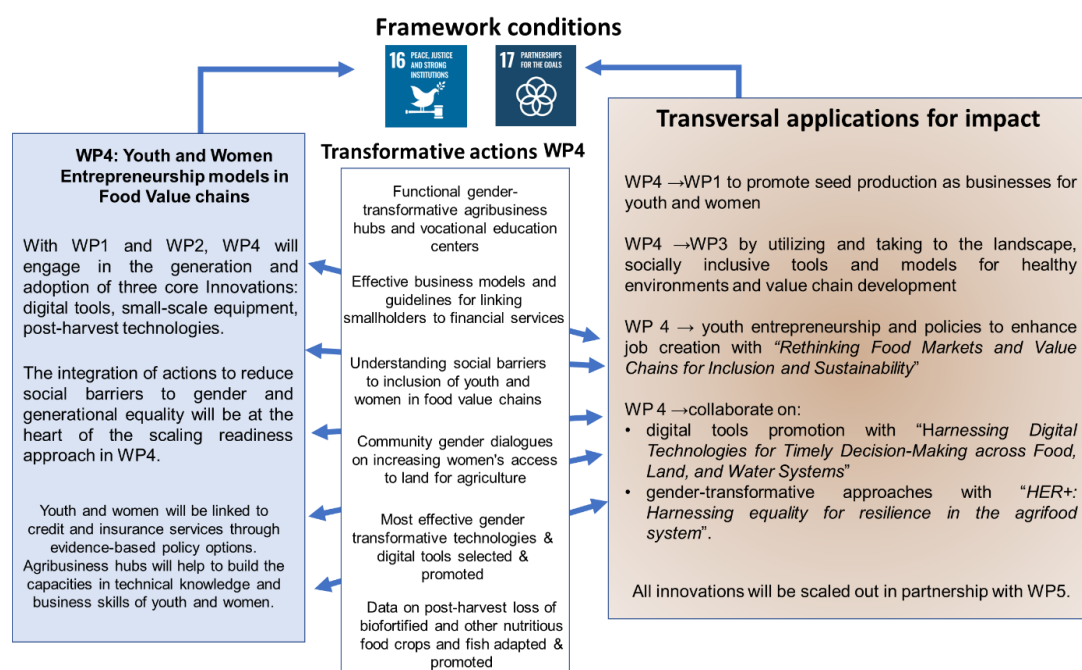 Framework conditions
16 PEACE, JUSTICE
AND STRONG
INSTITUTIONS
17 PARTNERSHIPS
FOR THE GOALS
WP4: Youth and Women
Entrepreneurship models in
Food Value chains
With WP1 and WP2, WP4 will
engage in the generation and
adoption of three core Innovations:
digital tools, small-scale equipment,
post-harvest technologies.
The integration of actions to reduce
social barriers to gender and
generational equality will be at the
heart of the scaling readiness
approach in WP4.
Youth and women will be linked to
credit and insurance services through
evidence-based policy options.
Agribusiness hubs will help to build the
capacities in technical knowledge and
business skills of youth and women.
Transformative actions WP4
Functional gender-
transformative agribusiness
hubs and vocational education
centers
Effective business models and
guidelines for linking
smallholders to financial services
Understanding social barriers
to inclusion of youth and
women in food value chains
Community gender dialogues
on increasing women's access
to land for agriculture
Most effective gender
transformative technologies &
digital tools selected &
promoted
Data on post-harvest loss of
biofortified and other nutritious
food crops and fish adapted &
promoted
Transversal applications for impact
WP4 →WP1 to promote seed production as businesses for
youth and women
WP4 →WP3 by utilizing and taking to the landscape,
socially inclusive tools and models for healthy
environments and value chain development
WP 4 → youth entrepreneurship and policies to enhance
job creation with “Rethinking Food Markets and Value
Chains for Inclusion and Sustainability”
WP 4 →collaborate on:
• digital tools promotion with “Harnessing Digital
Technologies for Timely Decision-Making across Food,
Land, and Water Systems”
• gender-transformative approaches with “HER+:
Harnessing equality for resilience in the agrifood
system”.
All innovations will be scaled out in partnership with WP5.